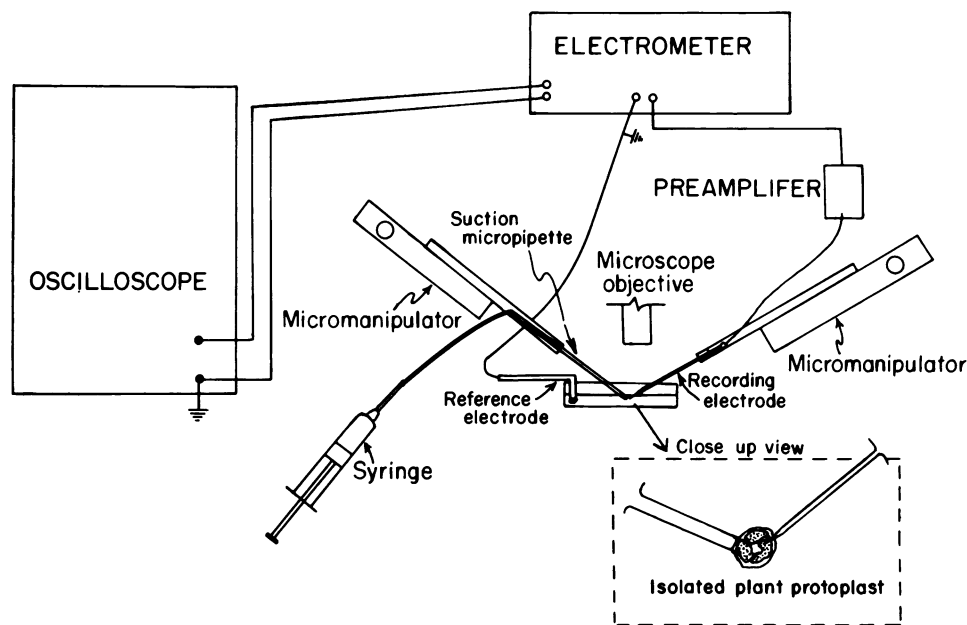 ELECTROMETER
PREAMPLIFER
Suction
micropipette
Microscope
objective
OSCILLOSCOPE
Micromanipulator
Micromanipulator
Reference
electrode
Recording
electrode
Syringe
Close up view
Isolated plant protoplast